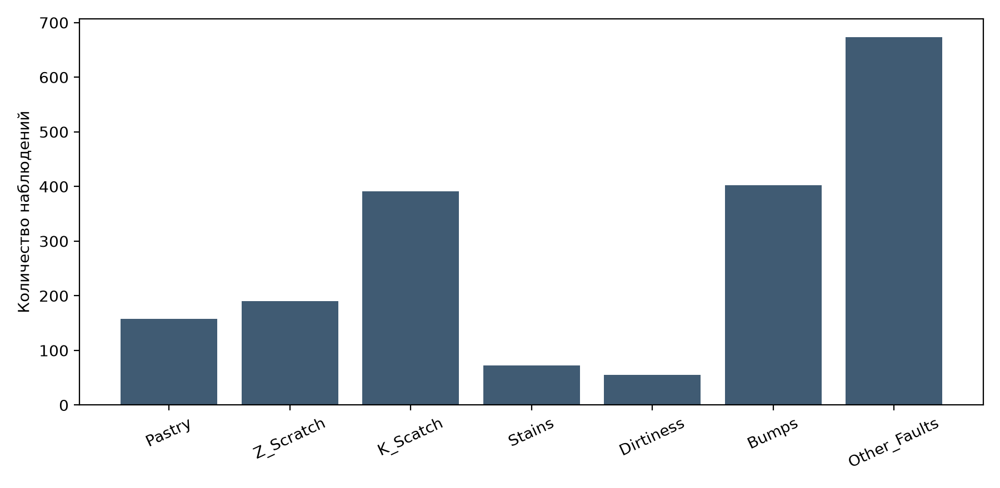 Количество наблюдений
700
600
500
400
300
200
100
0
Pastry
Z_Scratch
K_Scatch
Stains
Dirtiness
Bumps
Other_Faults